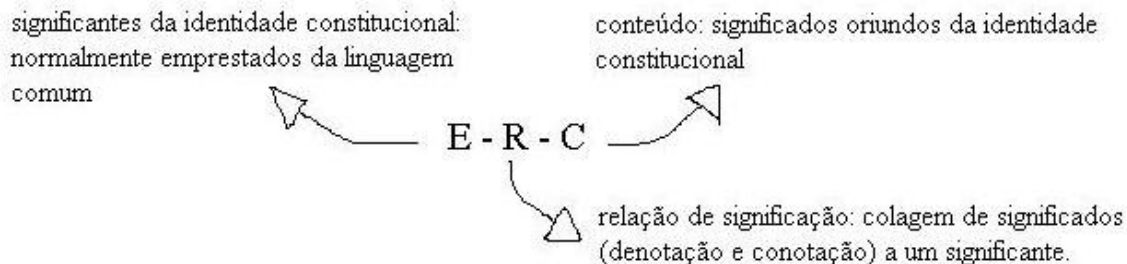 significantes da identidade constitucional:
normalmente emprestados da linguagem
comum
conteúdo: significados oriundos da identidade
constitucional
E - R - C
relação de significação: colagem de significados
(denotação e conotação) a um significante.